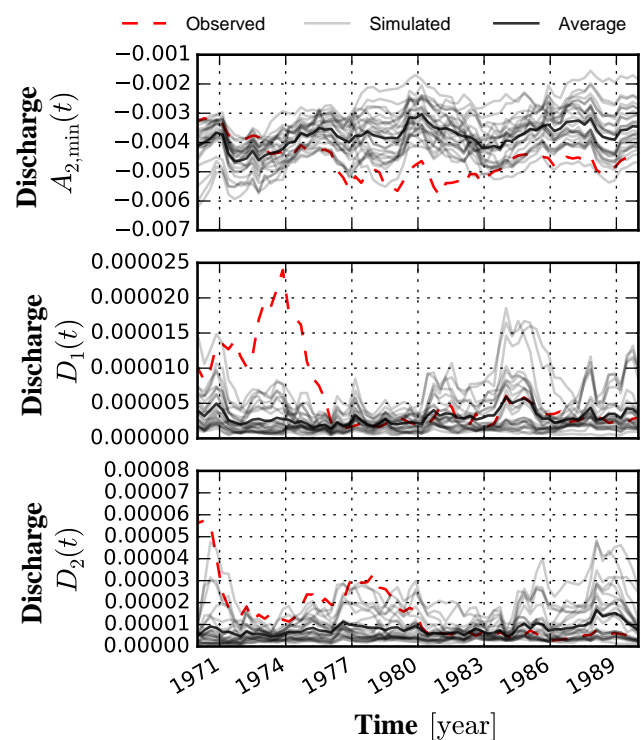 Observed Simulated Average
Discharge
A2,min(t)
−0.001
−0.002
−0.003
−0.004
−0.005
−0.006
−0.007
Discharge
D1(t)
0.000025
0.000020
0.000015
0.000010
0.000005
0.000000
Discharge
D2(t)
0.00008
0.00007
0.00006
0.00005
0.00004
0.00003
0.00002
0.00001
0.00000
1971 1974 1977 1980 1983 1986 1989
Time [year]